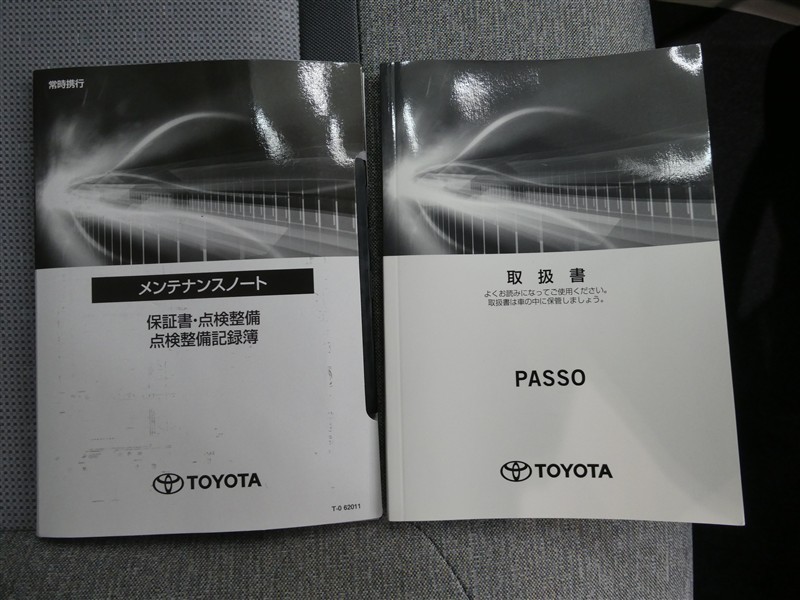 常時携行
メンテナンスノート
保証書・点検整備
点検整備記録簿
TOYOTA
T-0 62011
取扱書
よくお読みになってご使用ください。
取扱書は車の中に保管しましょう。
PASSO
TOYOTA